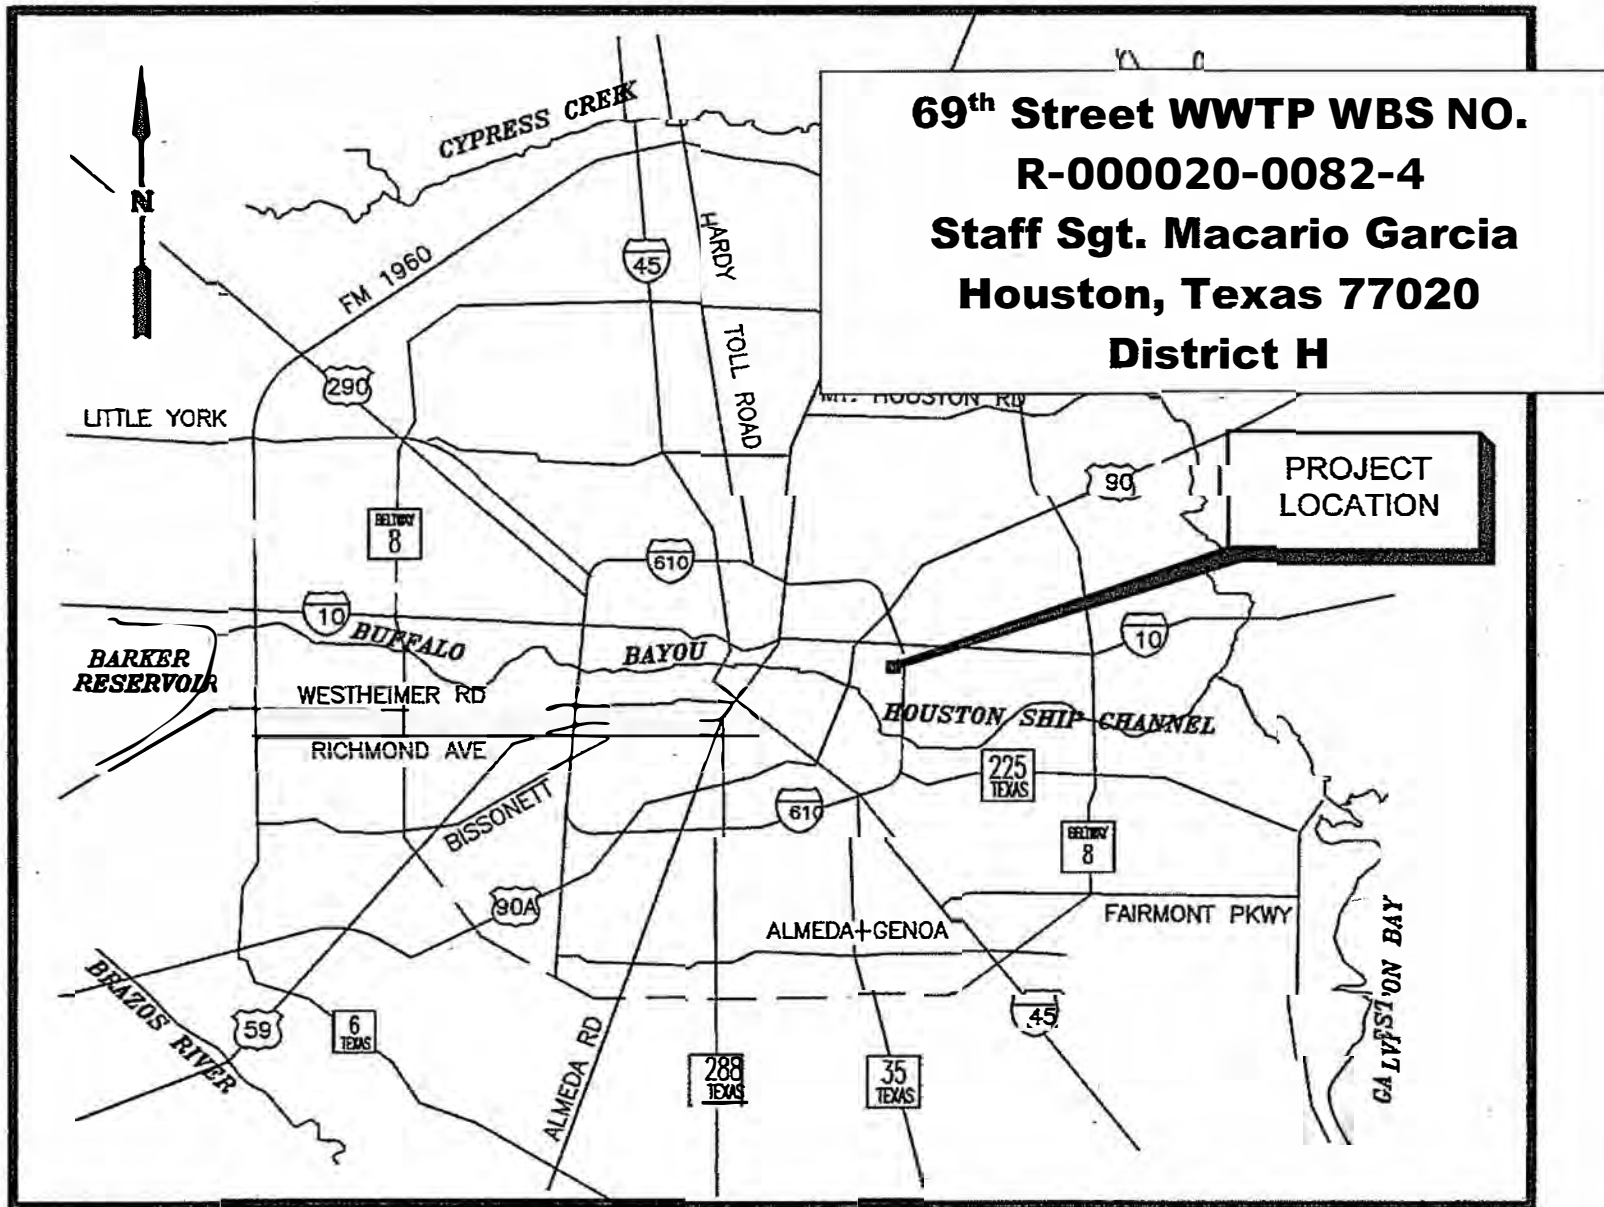 69th Street WWTP WBS NO.
R-000020-0082-4
Staff Sgt. Macario Garcia
Houston, Texas 77020
District H
CYPRESS CREEK
N
FM 1960
45
HARDY
TOLL ROAD
290
LITTLE YORK
MT. HOUSTON RD
90
PROJECT
LOCATION
BELTWAY
8
610
10
BUFFALO
BAYOU
10
BARKER
RESERVOIR
WESTHEIMER RD
HOUSTON SHIP CHANNEL
RICHMOND AVE
225
TEXAS
BISSONETT
610
BELTWAY
8
90A
ALMEDA+GENOA
FAIRMONT PKWY
GALVESTON BAY
BRAZOS RIVER
59
6
TEXAS
ALMEDA RD
288
TEXAS
35
TEXAS
45